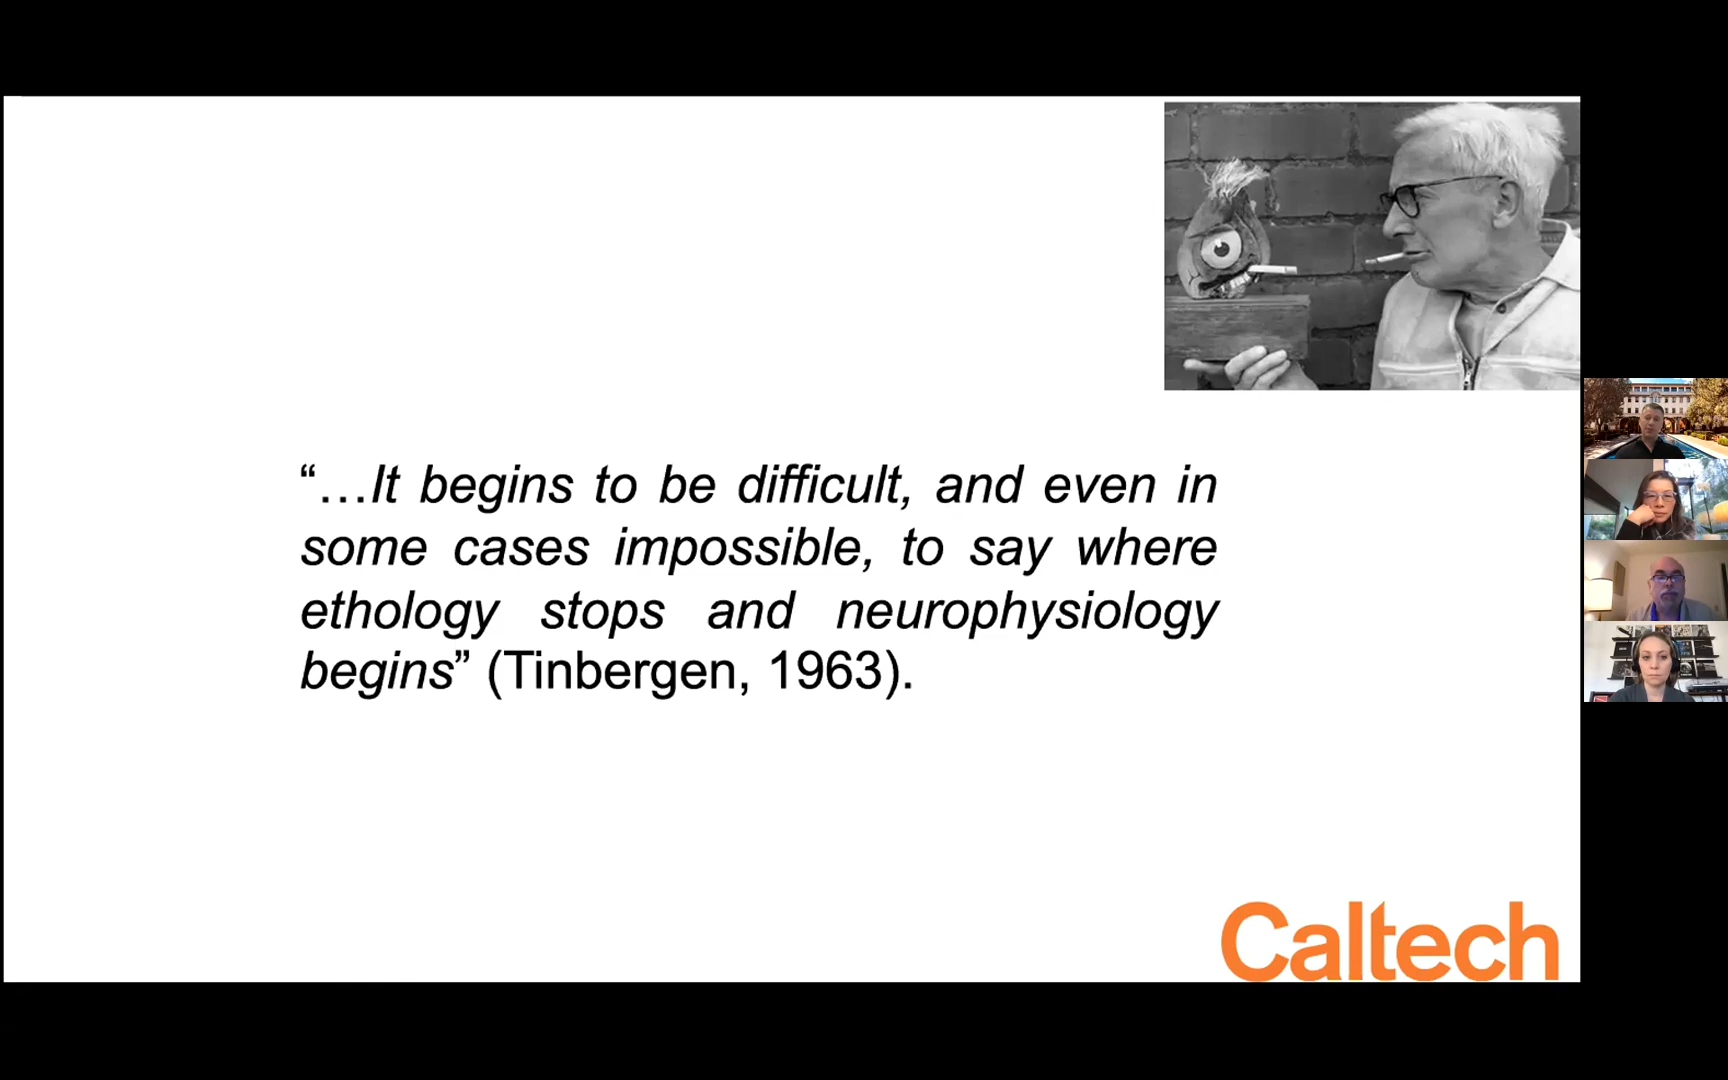 “…It begins to be difficult, and even in
some cases impossible, to say where
ethology stops and neurophysiology
begins” (Tinbergen, 1963).
Caltech